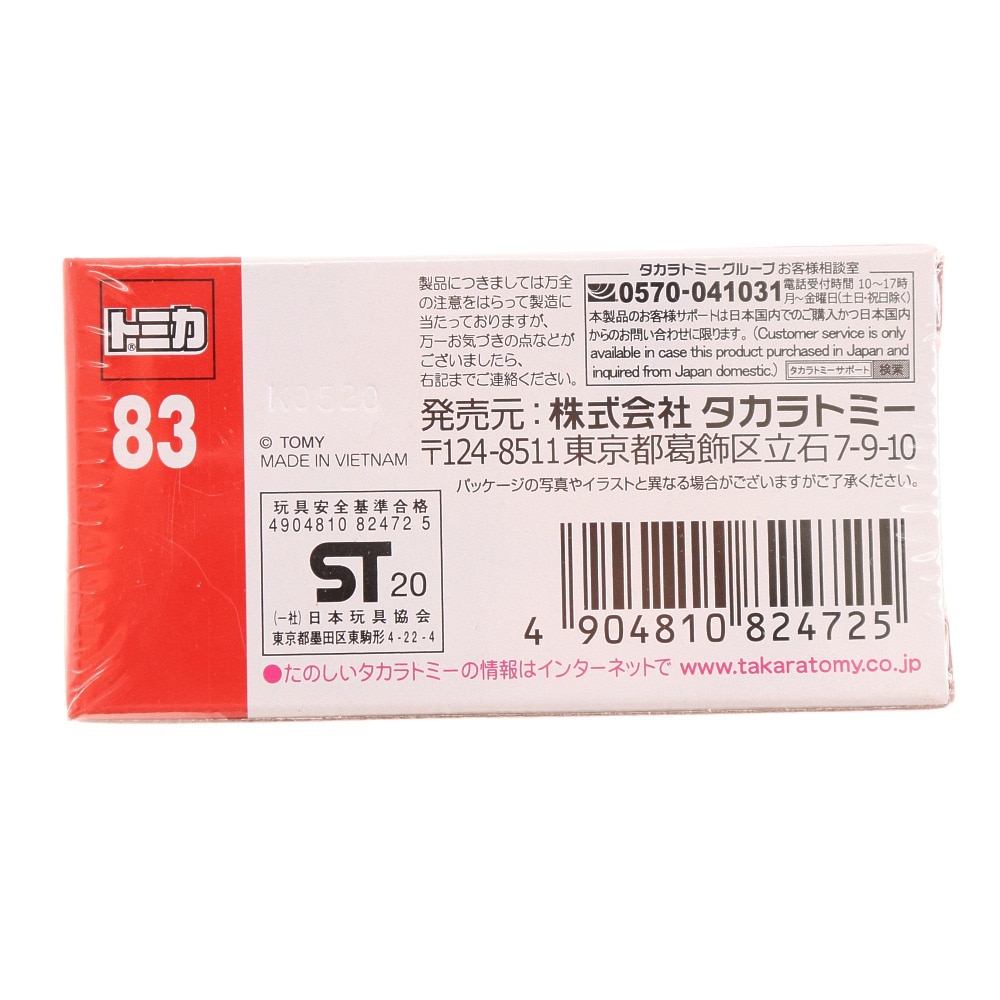 トミカ
®
83
K0520
© TOMY
MADE IN VIETNAM
玩具安全基準合格
4904810 82472 5
ST 20
(一社)日本玩具協会
東京都墨田区東駒形4-22-4
製品につきましては万全
の注意をはらって製造に
当たっておりますが、
万一お気づきの点などが
ございましたら、
右記までご連絡ください。
タカラトミーグループ お客様相談室
0570-041031 電話受付時間 10〜17時
月〜金曜日(土日・祝日除く)
本製品のお客様サポートは日本国内でのご購入かつ日本国内
からのお問い合わせに限ります。(Customer service is only
available in case this product purchased in Japan and
inquired from Japan domestic.) タカラトミーサポート 検索
発売元:株式会社 タカラトミー
〒124-8511 東京都葛飾区立石7-9-10
パッケージの写真やイラストと異なる場合がございますがご了承ください。
4 904810 824725
●たのしいタカラトミーの情報はインターネットで www.takaratomy.co.jp